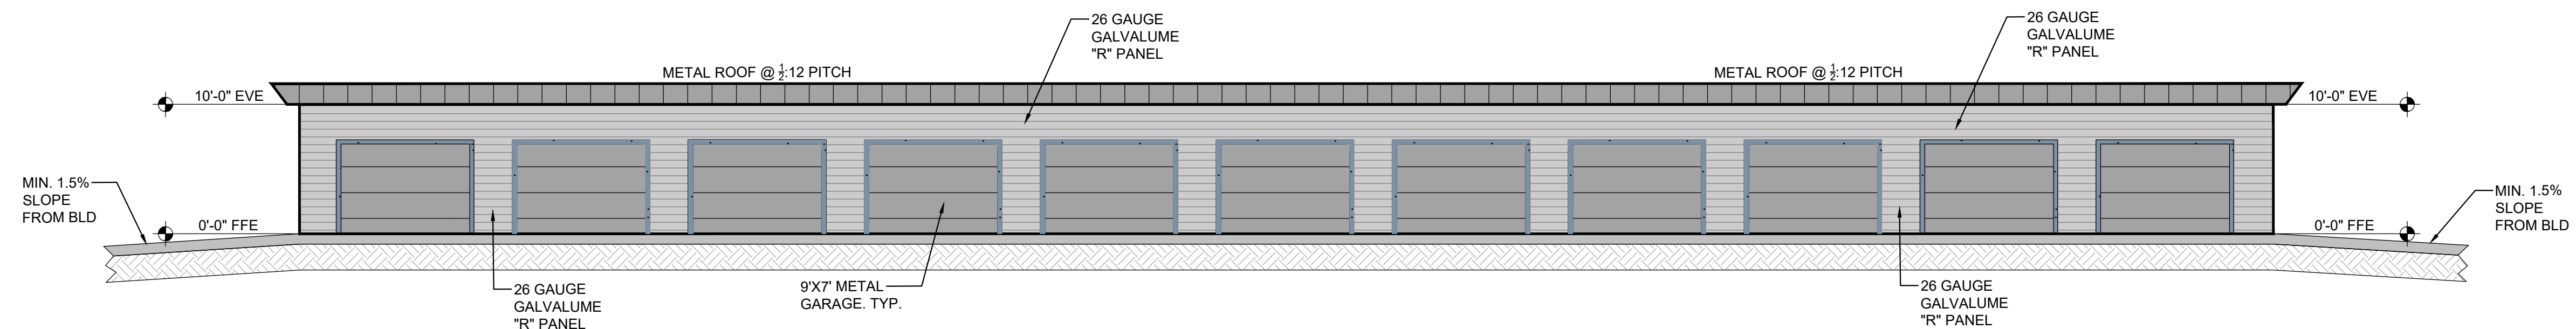 26 GAUGE
GALVALUME
"R" PANEL
26 GAUGE
GALVALUME
"R" PANEL
METAL ROOF @ ½:12 PITCH
METAL ROOF @ ½:12 PITCH
10'-0" EVE
10'-0" EVE
MIN. 1.5%
SLOPE
FROM BLD
0'-0" FFE
0'-0" FFE
MIN. 1.5%
SLOPE
FROM BLD
26 GAUGE
GALVALUME
"R" PANEL
9'X7' METAL
GARAGE. TYP.
26 GAUGE
GALVALUME
"R" PANEL